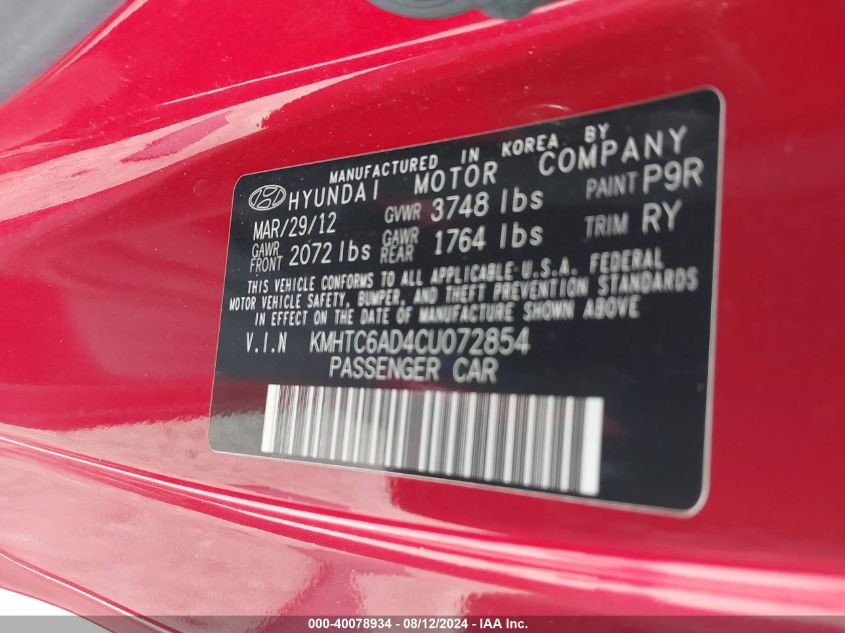 MANUFACTURED IN KOREA BY
HYUNDAI MOTOR COMPANY
MAR/29/12 GVWR 3748 lbs PAINT P9R
GAWR FRONT 2072 lbs GAWR REAR 1764 lbs TRIM RY
THIS VEHICLE CONFORMS TO ALL APPLICABLE U.S.A. FEDERAL
MOTOR VEHICLE SAFETY, BUMPER, AND THEFT PREVENTION STANDARDS
IN EFFECT ON THE DATE OF MANUFACTURE SHOWN ABOVE
V.I.N KMHTC6AD4CU072854
PASSENGER CAR
000-40078934 - 08/12/2024 - IAA Inc.